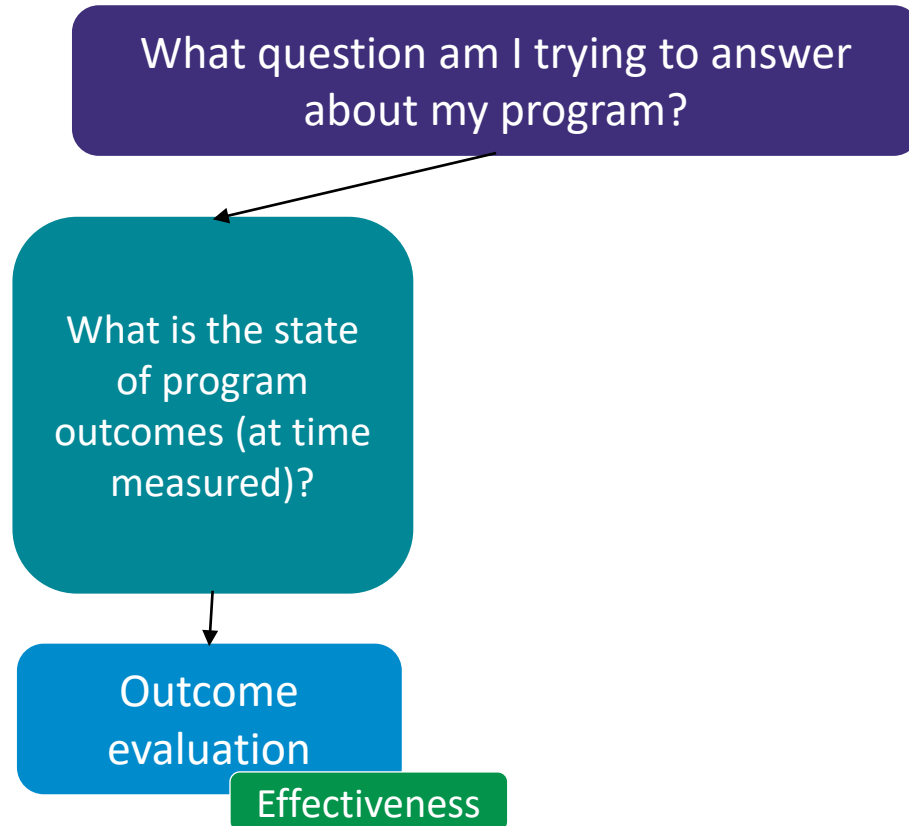 What question am I trying to answer
about my program?
What is the state
of program
outcomes (at time
measured)?
Outcome
evaluation
Effectiveness